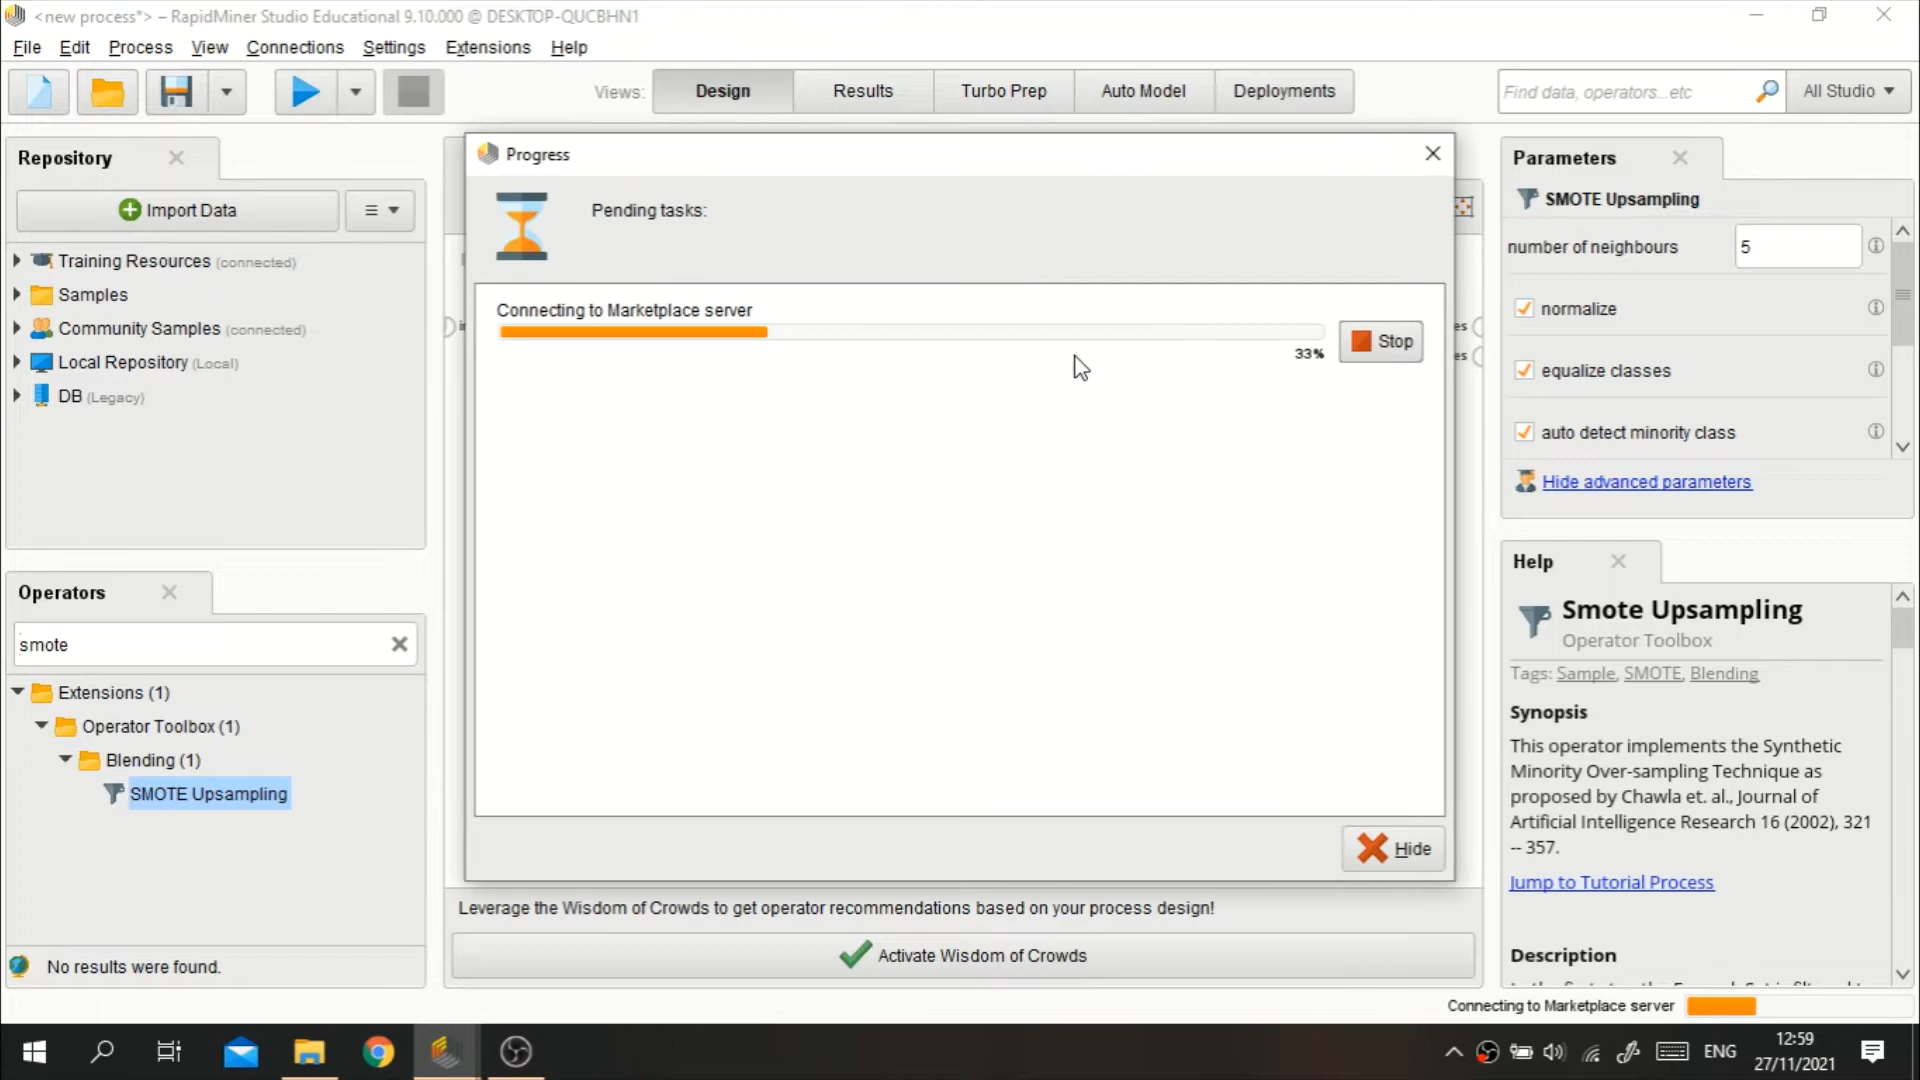 <new process*> – RapidMiner Studio Educational 9.10.000 @ DESKTOP-QUCBHN1
File Edit Process View Connections Settings Extensions Help
Views: Design Results Turbo Prep Auto Model Deployments
Find data, operators...etc
All Studio
Repository
Import Data
Training Resources (connected)
Samples
Community Samples (connected)
Local Repository (Local)
DB (Legacy)
Operators
smote
Extensions (1)
Operator Toolbox (1)
Blending (1)
SMOTE Upsampling
No results were found.
Progress
Pending tasks:
Connecting to Marketplace server
33%
Stop
Hide
es
es
Leverage the Wisdom of Crowds to get operator recommendations based on your process design!
Activate Wisdom of Crowds
Parameters
SMOTE Upsampling
number of neighbours 5
normalize
equalize classes
auto detect minority class
Hide advanced parameters
Help
Smote Upsampling
Operator Toolbox
Tags: Sample, SMOTE, Blending
Synopsis
This operator implements the Synthetic
Minority Over-sampling Technique as
proposed by Chawla et. al., Journal of
Artificial Intelligence Research 16 (2002), 321
-- 357.
Jump to Tutorial Process
Description
Connecting to Marketplace server
ENG
12:59
27/11/2021